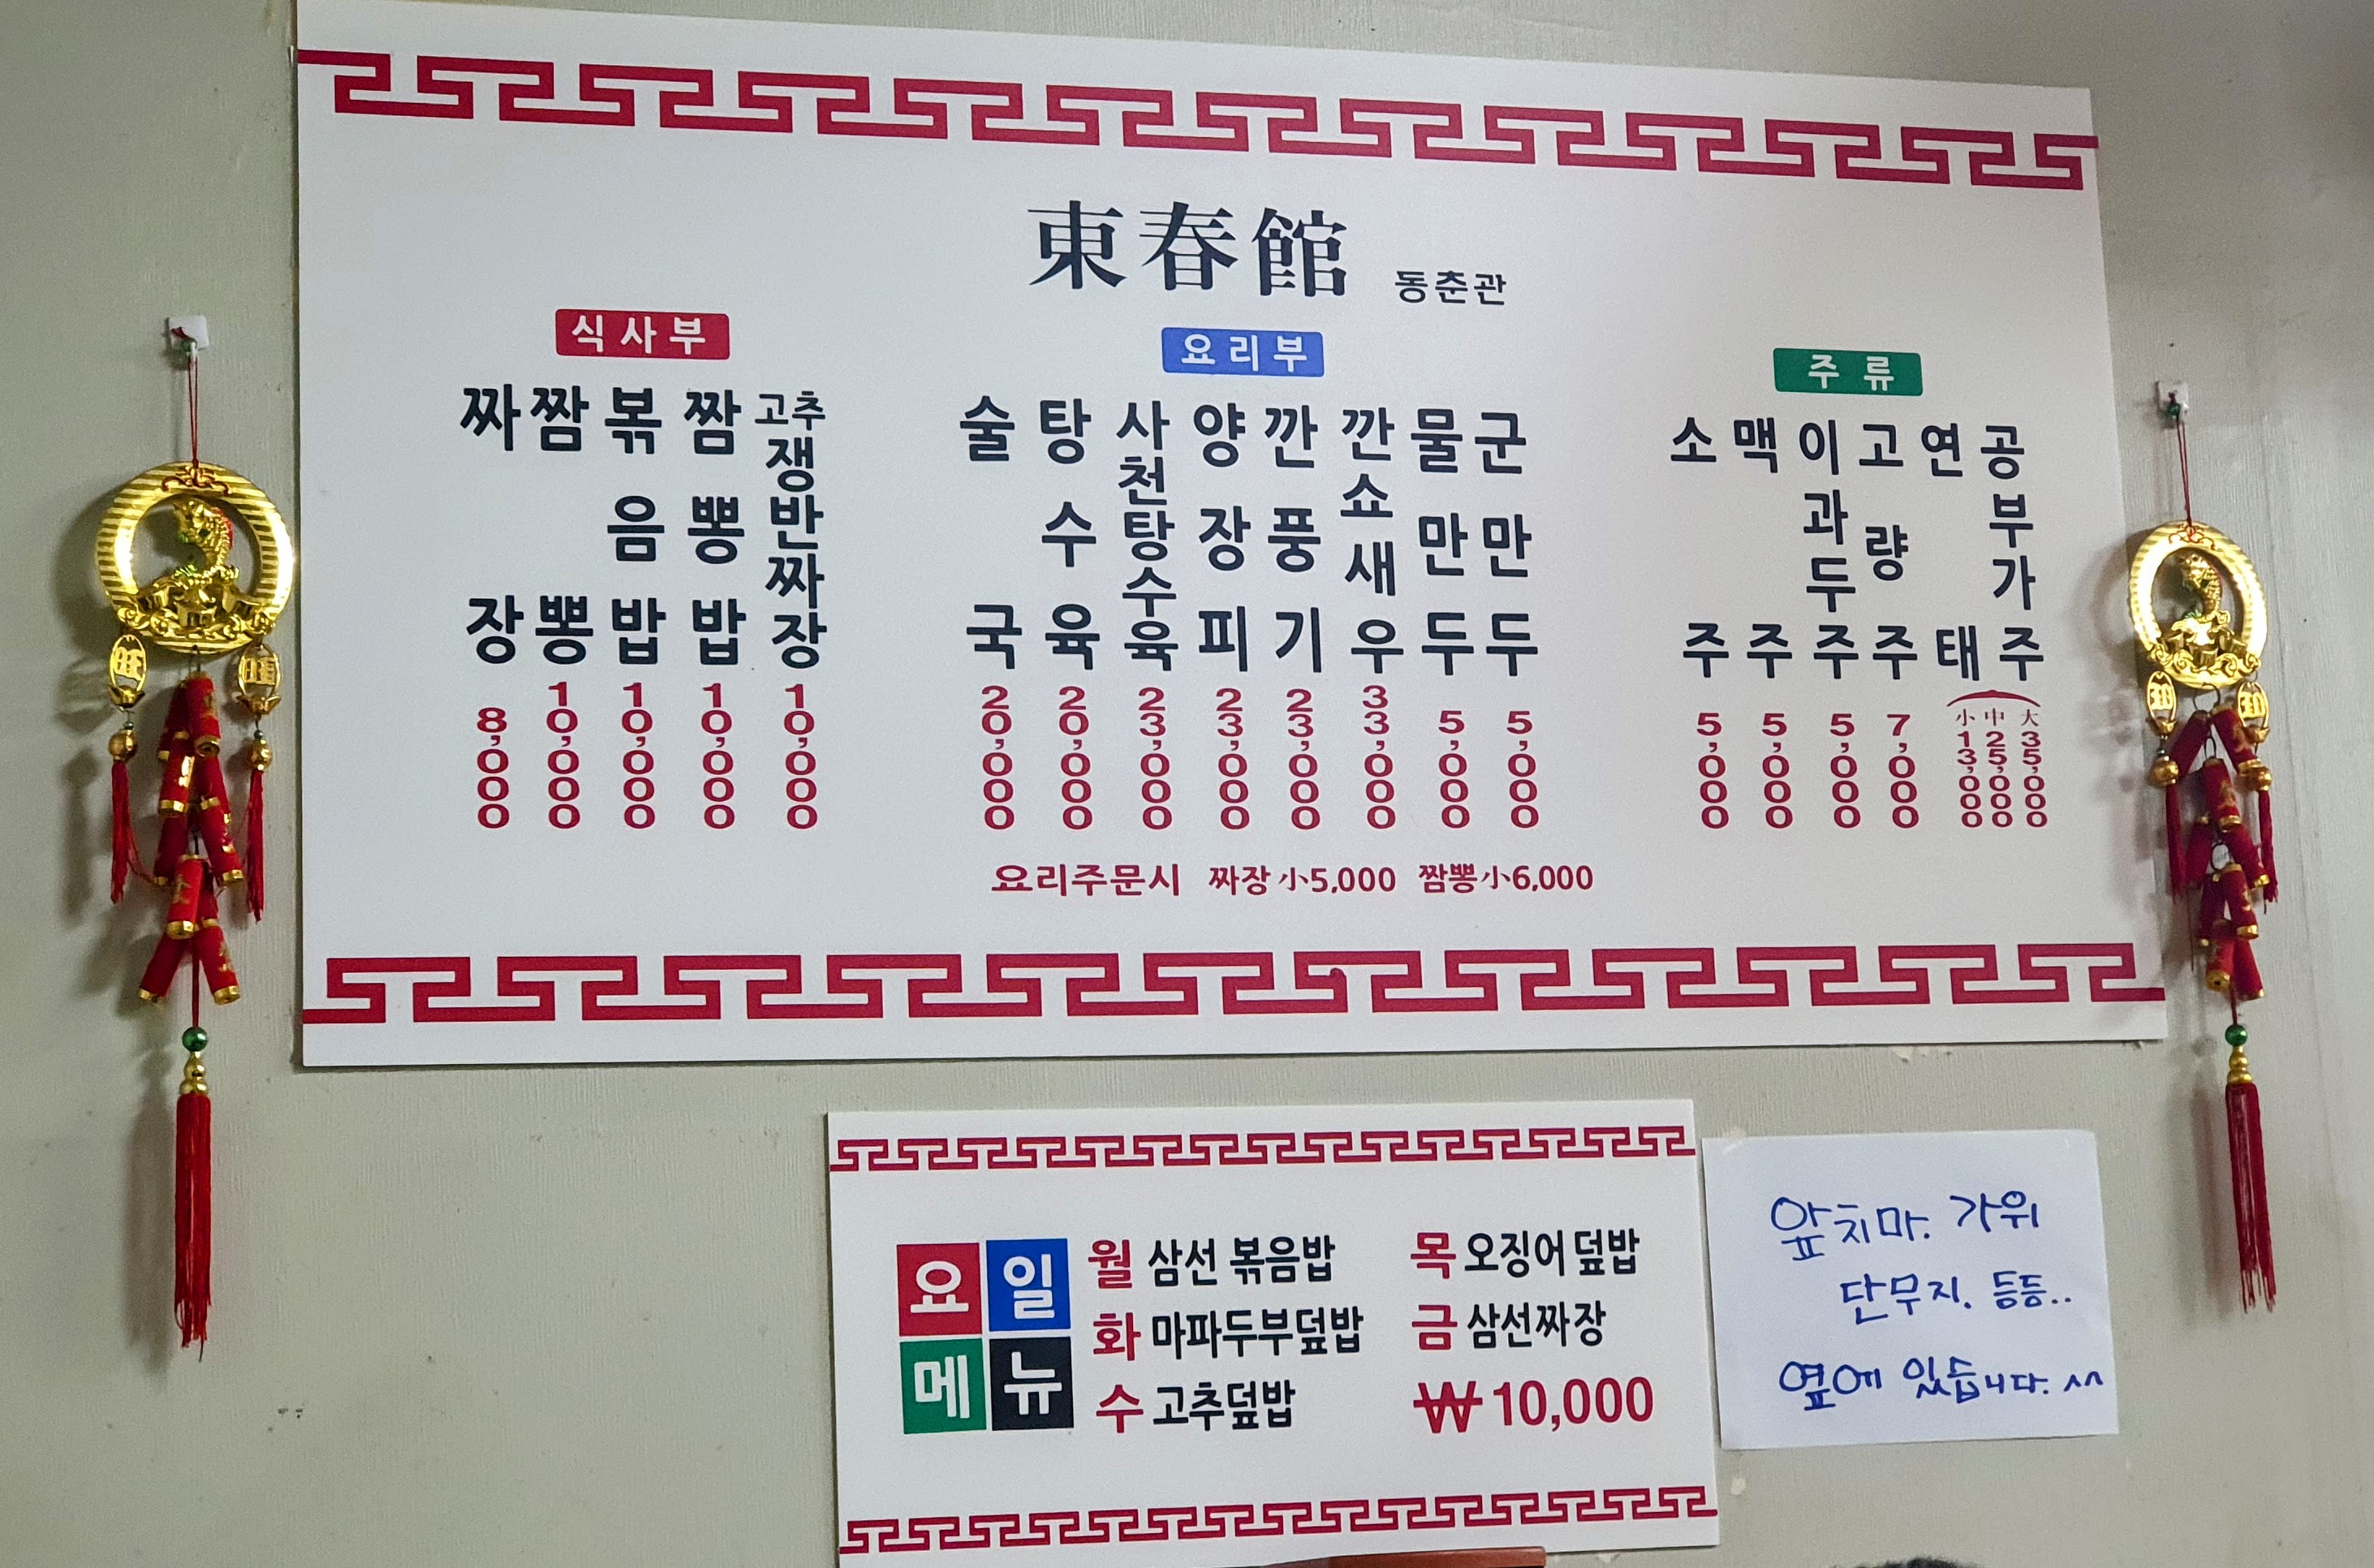 東春館 동춘관
식사부
짜장 8,000
짬뽕 10,000
볶음밥 10,000
짬뽕밥 10,000
고추쟁반짜장 10,000
요리부
술국 20,000
탕수육 20,000
사천탕수육 23,000
양장피 23,000
깐풍기 23,000
깐쇼새우 33,000
물만두 5,000
군만두 5,000
주류
소주 5,000
맥주 5,000
이과두주 5,000
고량주 7,000
연태 공부가주
小13,000 中25,000 大35,000
요리주문시 짜장小5,000 짬뽕小6,000
요일메뉴
월 삼선 볶음밥
화 마파두부덮밥
수 고추덮밥
목 오징어덮밥
금 삼선짜장
₩10,000
앞치마. 가위
단무지. 등등..
옆에 있습니다. ^^